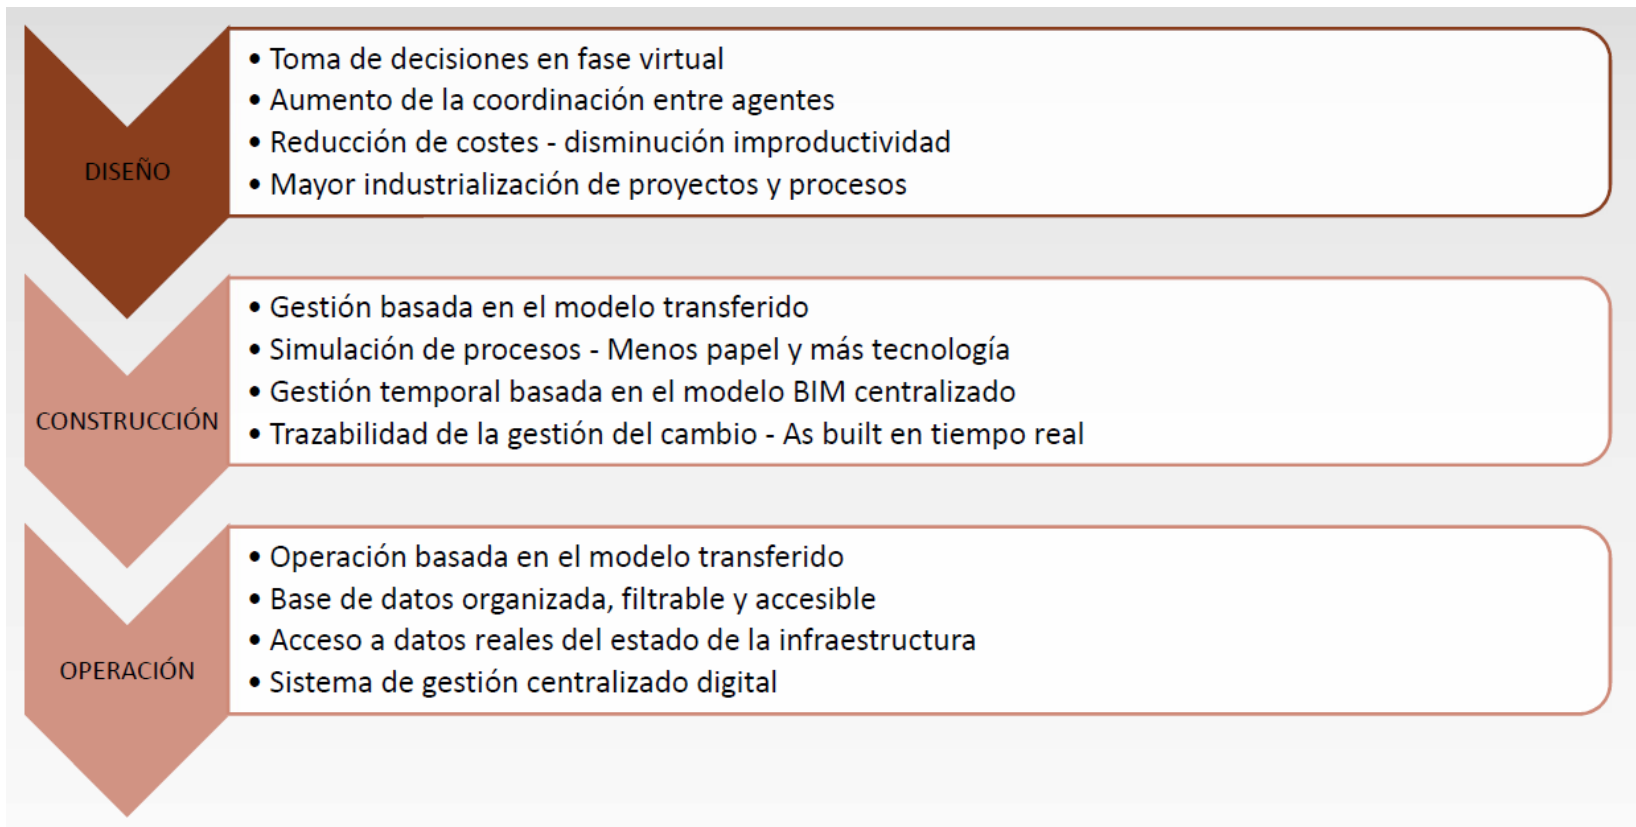 DISEÑO
• Toma de decisiones en fase virtual
• Aumento de la coordinación entre agentes
• Reducción de costes - disminución improductividad
• Mayor industrialización de proyectos y procesos
CONSTRUCCIÓN
• Gestión basada en el modelo transferido
• Simulación de procesos - Menos papel y más tecnología
• Gestión temporal basada en el modelo BIM centralizado
• Trazabilidad de la gestión del cambio - As built en tiempo real
OPERACIÓN
• Operación basada en el modelo transferido
• Base de datos organizada, filtrable y accesible
• Acceso a datos reales del estado de la infraestructura
• Sistema de gestión centralizado digital